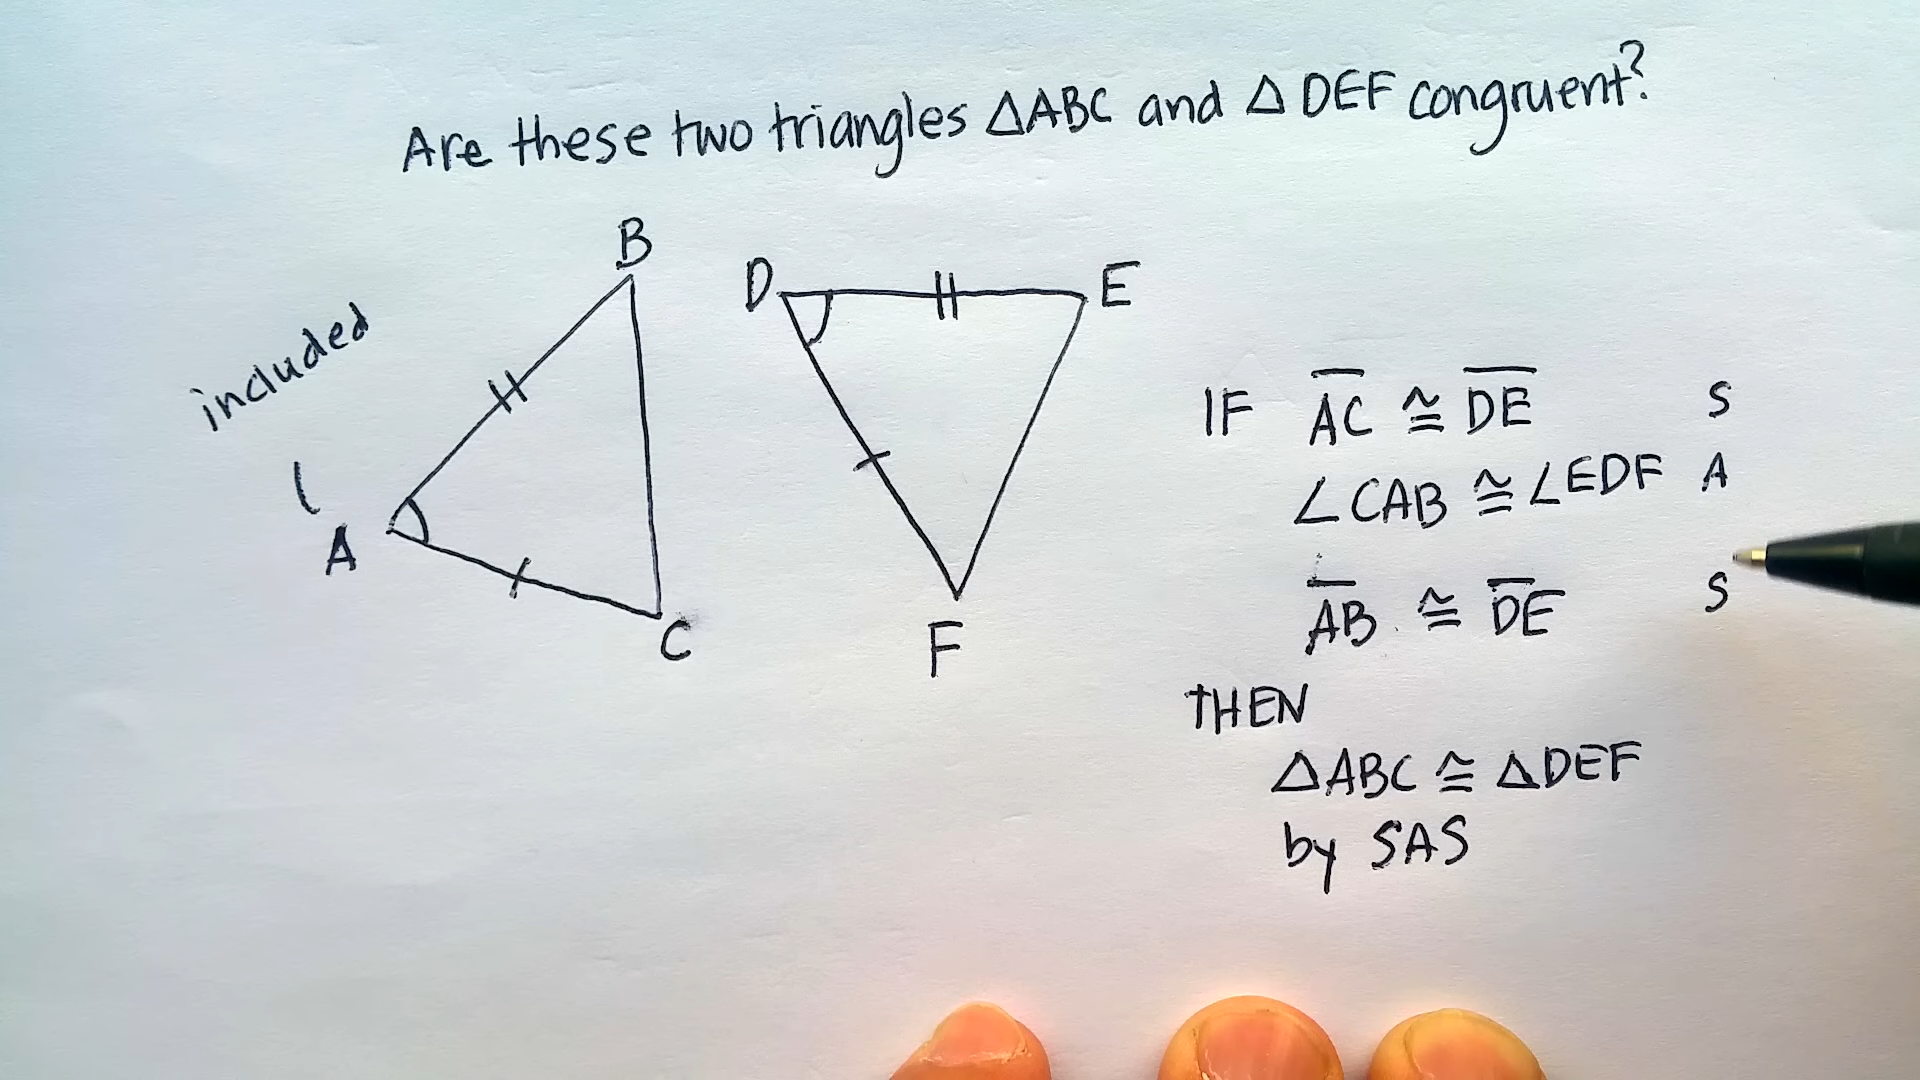 Are these two triangles △ABC and △DEF congruent?
B
D
E
included
A
C
F
IF AC ≅ DE S
∠CAB ≅ ∠EDF A
AB ≅ DE S
THEN
△ABC ≅ △DEF
by SAS